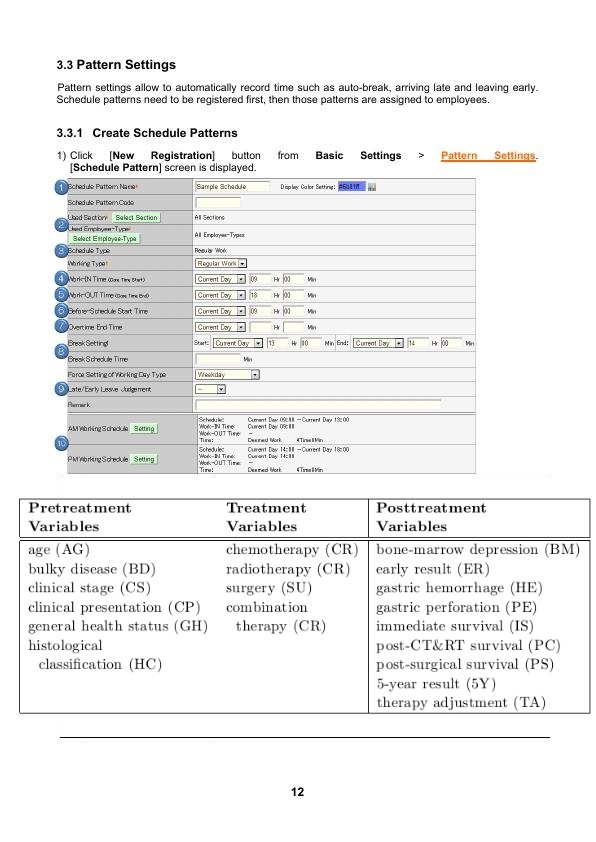 3.3 Pattern Settings
Pattern settings allow to automatically record time such as auto-break, arriving late and leaving early.
Schedule patterns need to be registered first, then those patterns are assigned to employees.
3.3.1 Create Schedule Patterns
1) Click [New Registration] button from Basic Settings > Pattern Settings.
[Schedule Pattern] screen is displayed.
1 Schedule Pattern Name* Sample Schedule Display Color Setting: #6b81ff
Schedule Pattern Code
2 Used Section* Select Section All Sections
Used Employee-Type*
Select Employee-Type All Employee-Types
3 Schedule Type Regular Work
Working Type* Regular Work
4 Work-IN Time (Core Time Start) Current Day 09 Hr 00 Min
5 Work-OUT Time (Core Time End) Current Day 18 Hr 00 Min
6 Before-Schedule Start Time Current Day 09 Hr 00 Min
7 Overtime End Time Current Day Hr Min
8 Break Setting1 Start: Current Day 13 Hr 00 Min End: Current Day 14 Hr 00 Min
Break Schedule Time Min
Force Setting of Working Day Type Weekday
9 Late/Early Leave Judgement --
Remark
10 AM Working Schedule Setting
Schedule: Current Day 09:00 - Current Day 13:00
Work-IN Time: Current Day 09:00
Work-OUT Time: -
Time: Deemed Work 4Time0Min
PM Working Schedule Setting
Schedule: Current Day 14:00 - Current Day 18:00
Work-IN Time: Current Day 14:00
Work-OUT Time: -
Time: Deemed Work 4Time0Min
Pretreatment Treatment Posttreatment
Variables Variables Variables
age (AG) chemotherapy (CR) bone-marrow depression (BM)
bulky disease (BD) radiotherapy (CR) early result (ER)
clinical stage (CS) surgery (SU) gastric hemorrhage (HE)
clinical presentation (CP) combination gastric perforation (PE)
general health status (GH) therapy (CR) immediate survival (IS)
histological post-CT&RT survival (PC)
classification (HC) post-surgical survival (PS)
5-year result (5Y)
therapy adjustment (TA)
12